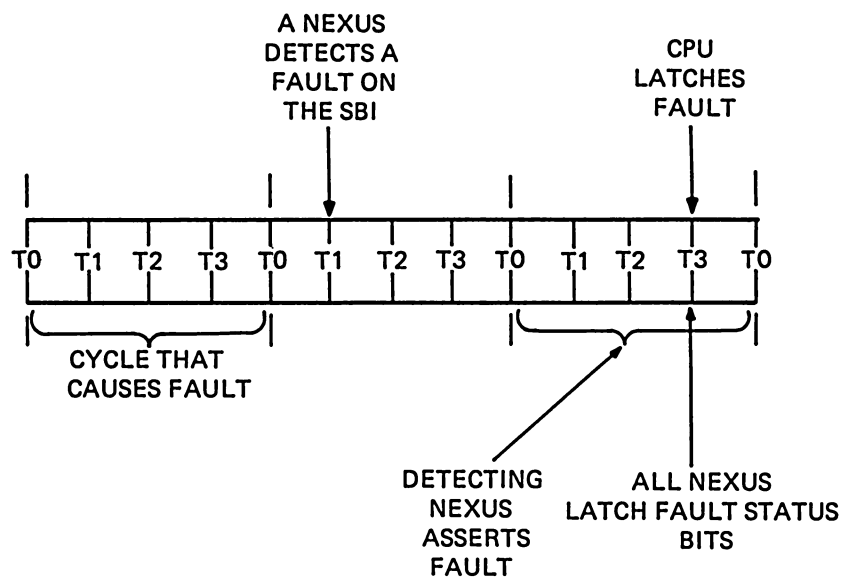 A NEXUS
DETECTS A
FAULT ON
THE SBI
CPU
LATCHES
FAULT
T0 T1 T2 T3 T0 T1 T2 T3 T0 T1 T2 T3 T0
CYCLE THAT
CAUSES FAULT
DETECTING
NEXUS
ASSERTS
FAULT
ALL NEXUS
LATCH FAULT STATUS
BITS